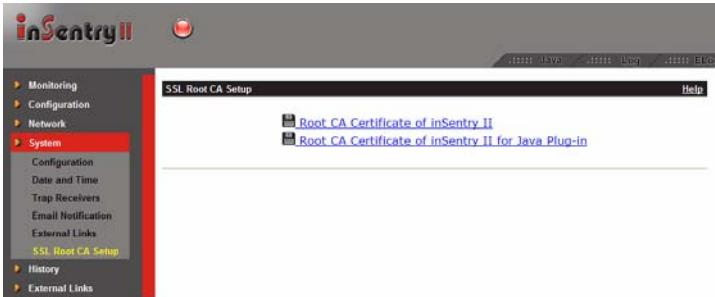 inSentry II
Java
Log
ELo
Monitoring
Configuration
Network
System
Configuration
Date and Time
Trap Receivers
Email Notification
External Links
SSL Root CA Setup
History
External Links
SSL Root CA Setup
Help
Root CA Certificate of inSentry II
Root CA Certificate of inSentry II for Java Plug-in